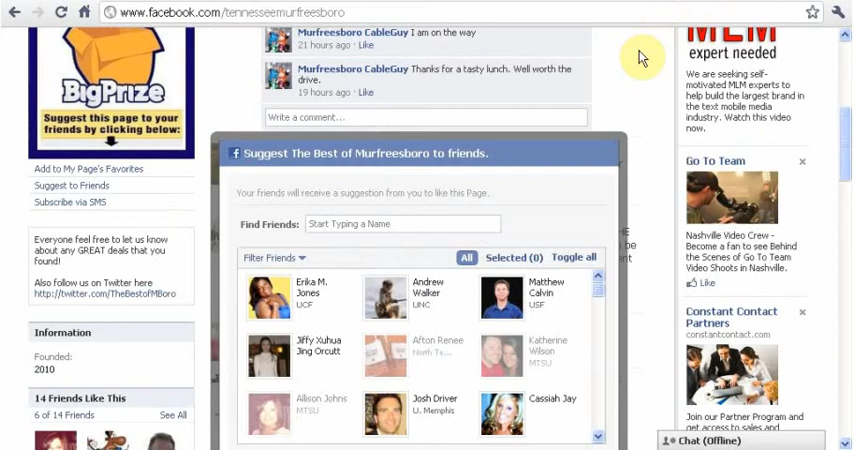 www.facebook.com/tennesseemurfreesboro
BigPrize
Suggest this page to your
friends by clicking below:
Add to My Page's Favorites
Suggest to Friends
Subscribe via SMS
Everyone feel free to let us know
about any GREAT deals that you
found!
Also follow us on Twitter here
http://twitter.com/TheBestofMBoro
Information
Founded:
2010
14 Friends Like This
6 of 14 Friends
See All
Murfreesboro CableGuy I am on the way
21 hours ago · Like
Murfreesboro CableGuy Thanks for a tasty lunch. Well worth the
drive.
19 hours ago · Like
Write a comment...
Suggest The Best of Murfreesboro to friends.
Your friends will receive a suggestion from you to like this Page.
Find Friends:
Start Typing a Name
Filter Friends
All
Selected (0)
Toggle all
Erika M.
Jones
UCF
Andrew
Walker
UNC
Matthew
Calvin
USF
Jiffy Xuhua
Jing Orcutt
Afton Renee
North Te...
Katherine
Wilson
MTSU
Allison Johns
MTSU
Josh Driver
U. Memphis
Cassiah Jay
HE
be
ent
MLM
expert needed
We are seeking self-
motivated MLM experts to
help build the largest brand in
the text mobile media
industry. Watch this video
now.
Go To Team
Nashville Video Crew -
Become a fan to see Behind
the Scenes of Go To Team
Video Shoots in Nashville.
Like
Constant Contact
Partners
constantcontact.com
Join our Partner Program and
get access to sales and
Chat (Offline)